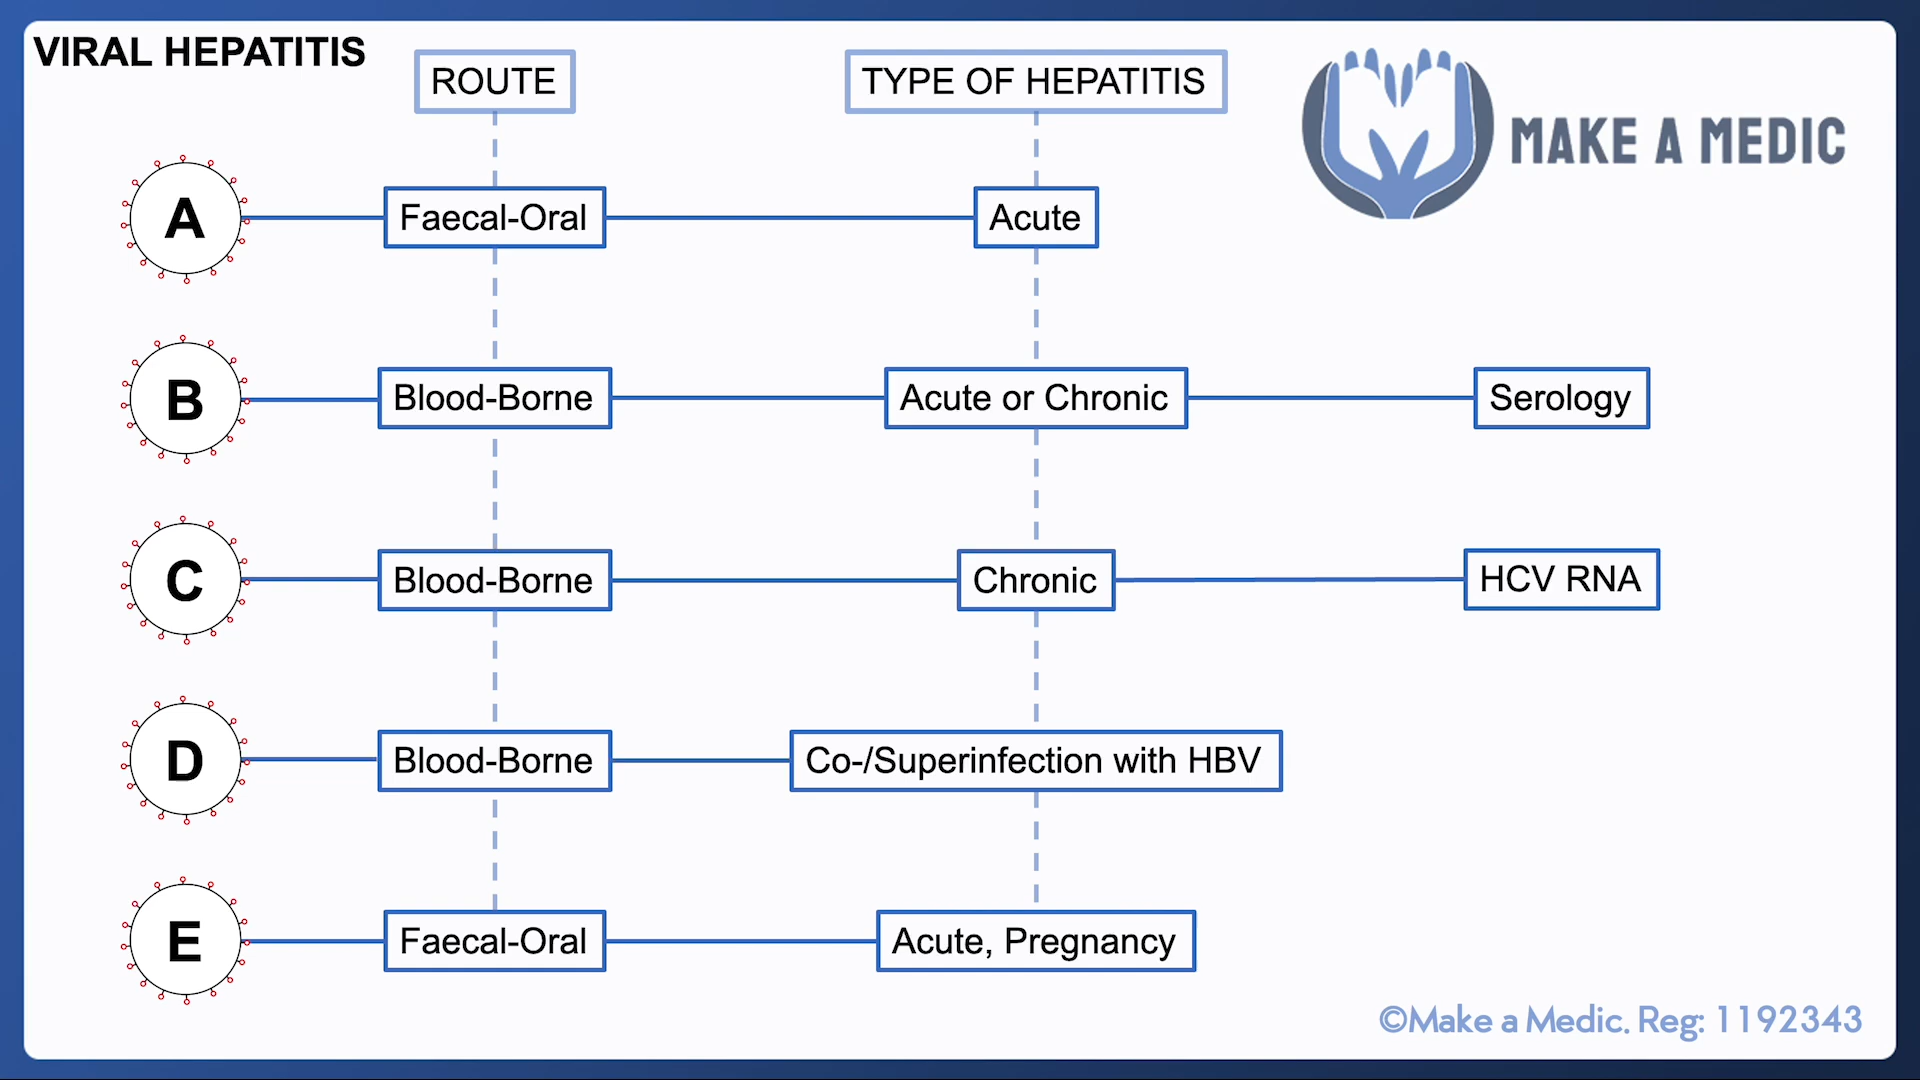 VIRAL HEPATITIS
ROUTE
TYPE OF HEPATITIS
MAKE A MEDIC
A
Faecal-Oral
Acute
B
Blood-Borne
Acute or Chronic
Serology
C
Blood-Borne
Chronic
HCV RNA
D
Blood-Borne
Co-/Superinfection with HBV
E
Faecal-Oral
Acute, Pregnancy
©Make a Medic. Reg: 1192343